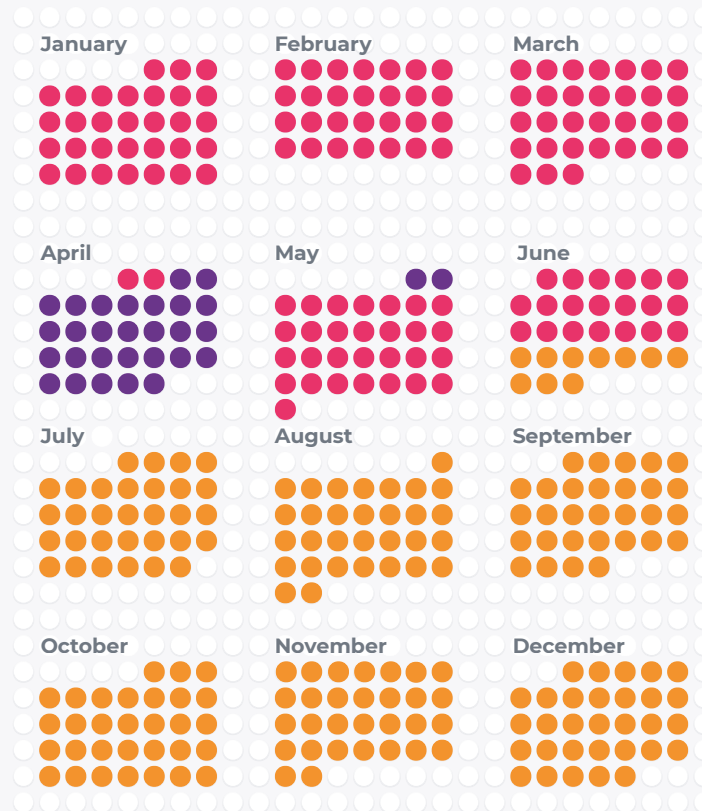 January
February
March
April
May
June
July
August
September
October
November
December